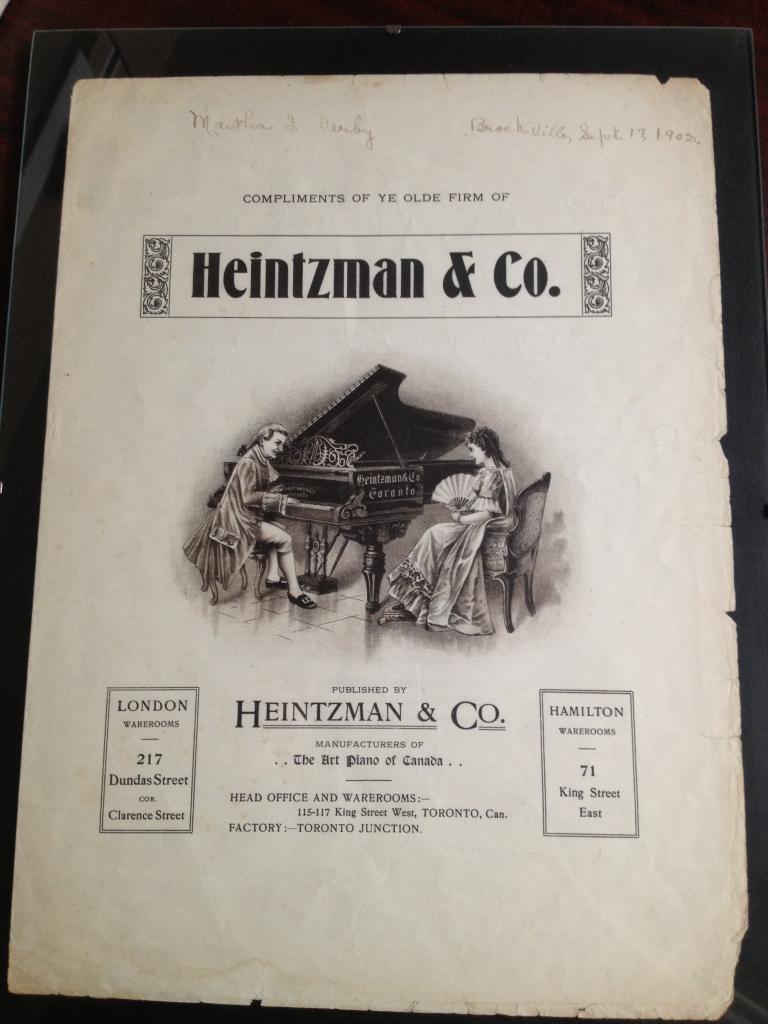 Martha I. Derby
Brockville, Sept. 17, 1902.
COMPLIMENTS OF YE OLDE FIRM OF
Heintzman & Co.
Heintzman & Co
Toronto
PUBLISHED BY
HEINTZMAN & CO.
MANUFACTURERS OF
. . The Art Piano of Canada . .
HEAD OFFICE AND WAREROOMS:—
115-117 King Street West, TORONTO, Can.
FACTORY:—TORONTO JUNCTION.
LONDON
WAREROOMS
217
Dundas Street
COR.
Clarence Street
HAMILTON
WAREROOMS
71
King Street
East